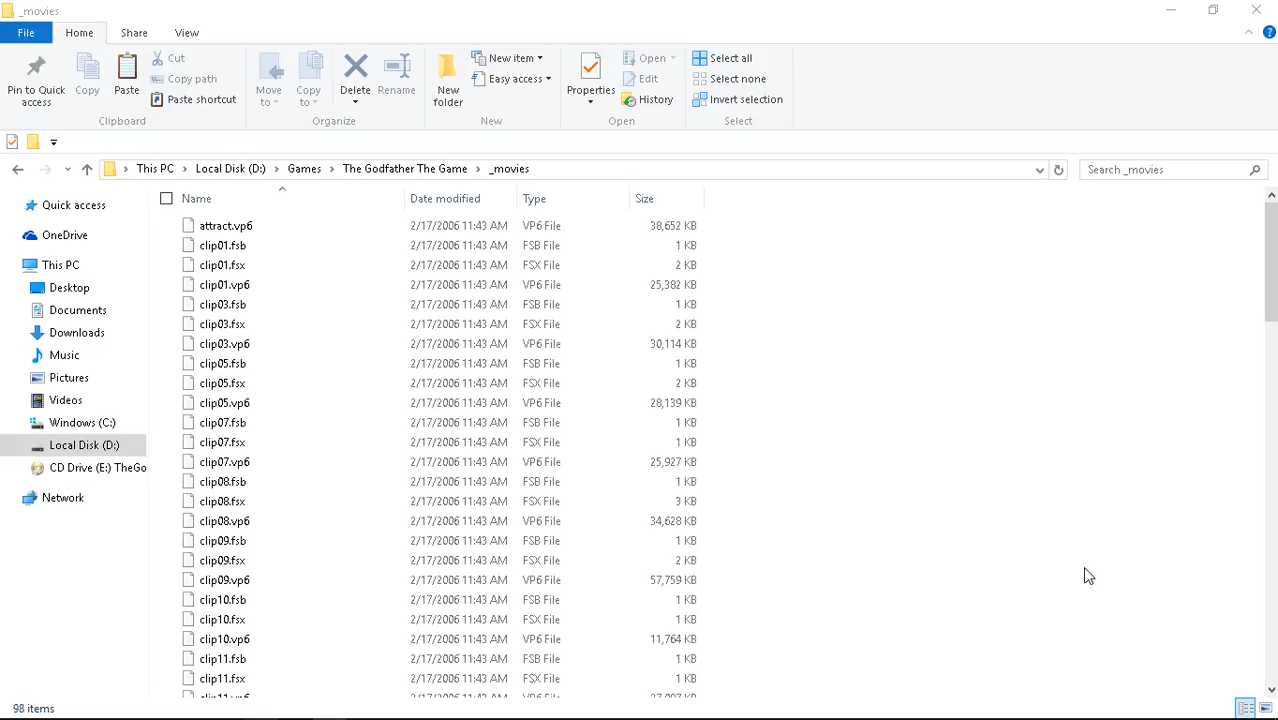 _movies
File Home Share View
Pin to Quick access
Copy
Paste
Cut
Copy path
Paste shortcut
Clipboard
Move to
Copy to
Delete
Rename
Organize
New folder
New item
Easy access
New
Properties
Open
Edit
History
Open
Select all
Select none
Invert selection
Select
This PC > Local Disk (D:) > Games > The Godfather The Game > _movies
Search _movies
Quick access
OneDrive
This PC
Desktop
Documents
Downloads
Music
Pictures
Videos
Windows (C:)
Local Disk (D:)
CD Drive (E:) TheGo
Network
Name Date modified Type Size
attract.vp6 2/17/2006 11:43 AM VP6 File 38,652 KB
clip01.fsb 2/17/2006 11:43 AM FSB File 1 KB
clip01.fsx 2/17/2006 11:43 AM FSX File 2 KB
clip01.vp6 2/17/2006 11:43 AM VP6 File 25,382 KB
clip03.fsb 2/17/2006 11:43 AM FSB File 1 KB
clip03.fsx 2/17/2006 11:43 AM FSX File 2 KB
clip03.vp6 2/17/2006 11:43 AM VP6 File 30,114 KB
clip05.fsb 2/17/2006 11:43 AM FSB File 1 KB
clip05.fsx 2/17/2006 11:43 AM FSX File 2 KB
clip05.vp6 2/17/2006 11:43 AM VP6 File 28,139 KB
clip07.fsb 2/17/2006 11:43 AM FSB File 1 KB
clip07.fsx 2/17/2006 11:43 AM FSX File 1 KB
clip07.vp6 2/17/2006 11:43 AM VP6 File 25,927 KB
clip08.fsb 2/17/2006 11:43 AM FSB File 1 KB
clip08.fsx 2/17/2006 11:43 AM FSX File 3 KB
clip08.vp6 2/17/2006 11:43 AM VP6 File 34,628 KB
clip09.fsb 2/17/2006 11:43 AM FSB File 1 KB
clip09.fsx 2/17/2006 11:43 AM FSX File 2 KB
clip09.vp6 2/17/2006 11:43 AM VP6 File 57,759 KB
clip10.fsb 2/17/2006 11:43 AM FSB File 1 KB
clip10.fsx 2/17/2006 11:43 AM FSX File 1 KB
clip10.vp6 2/17/2006 11:43 AM VP6 File 11,764 KB
clip11.fsb 2/17/2006 11:43 AM FSB File 1 KB
clip11.fsx 2/17/2006 11:43 AM FSX File 1 KB
98 items